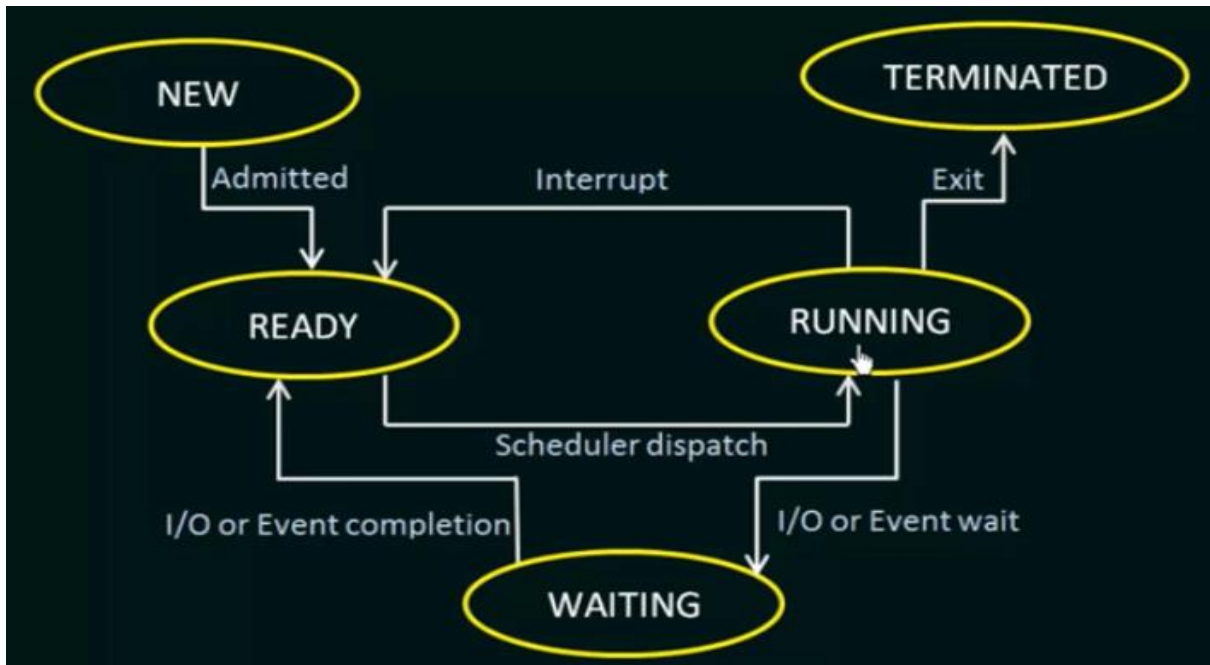 NEW
TERMINATED
Admitted
Interrupt
Exit
READY
RUNNING
Scheduler dispatch
I/O or Event completion
I/O or Event wait
WAITING